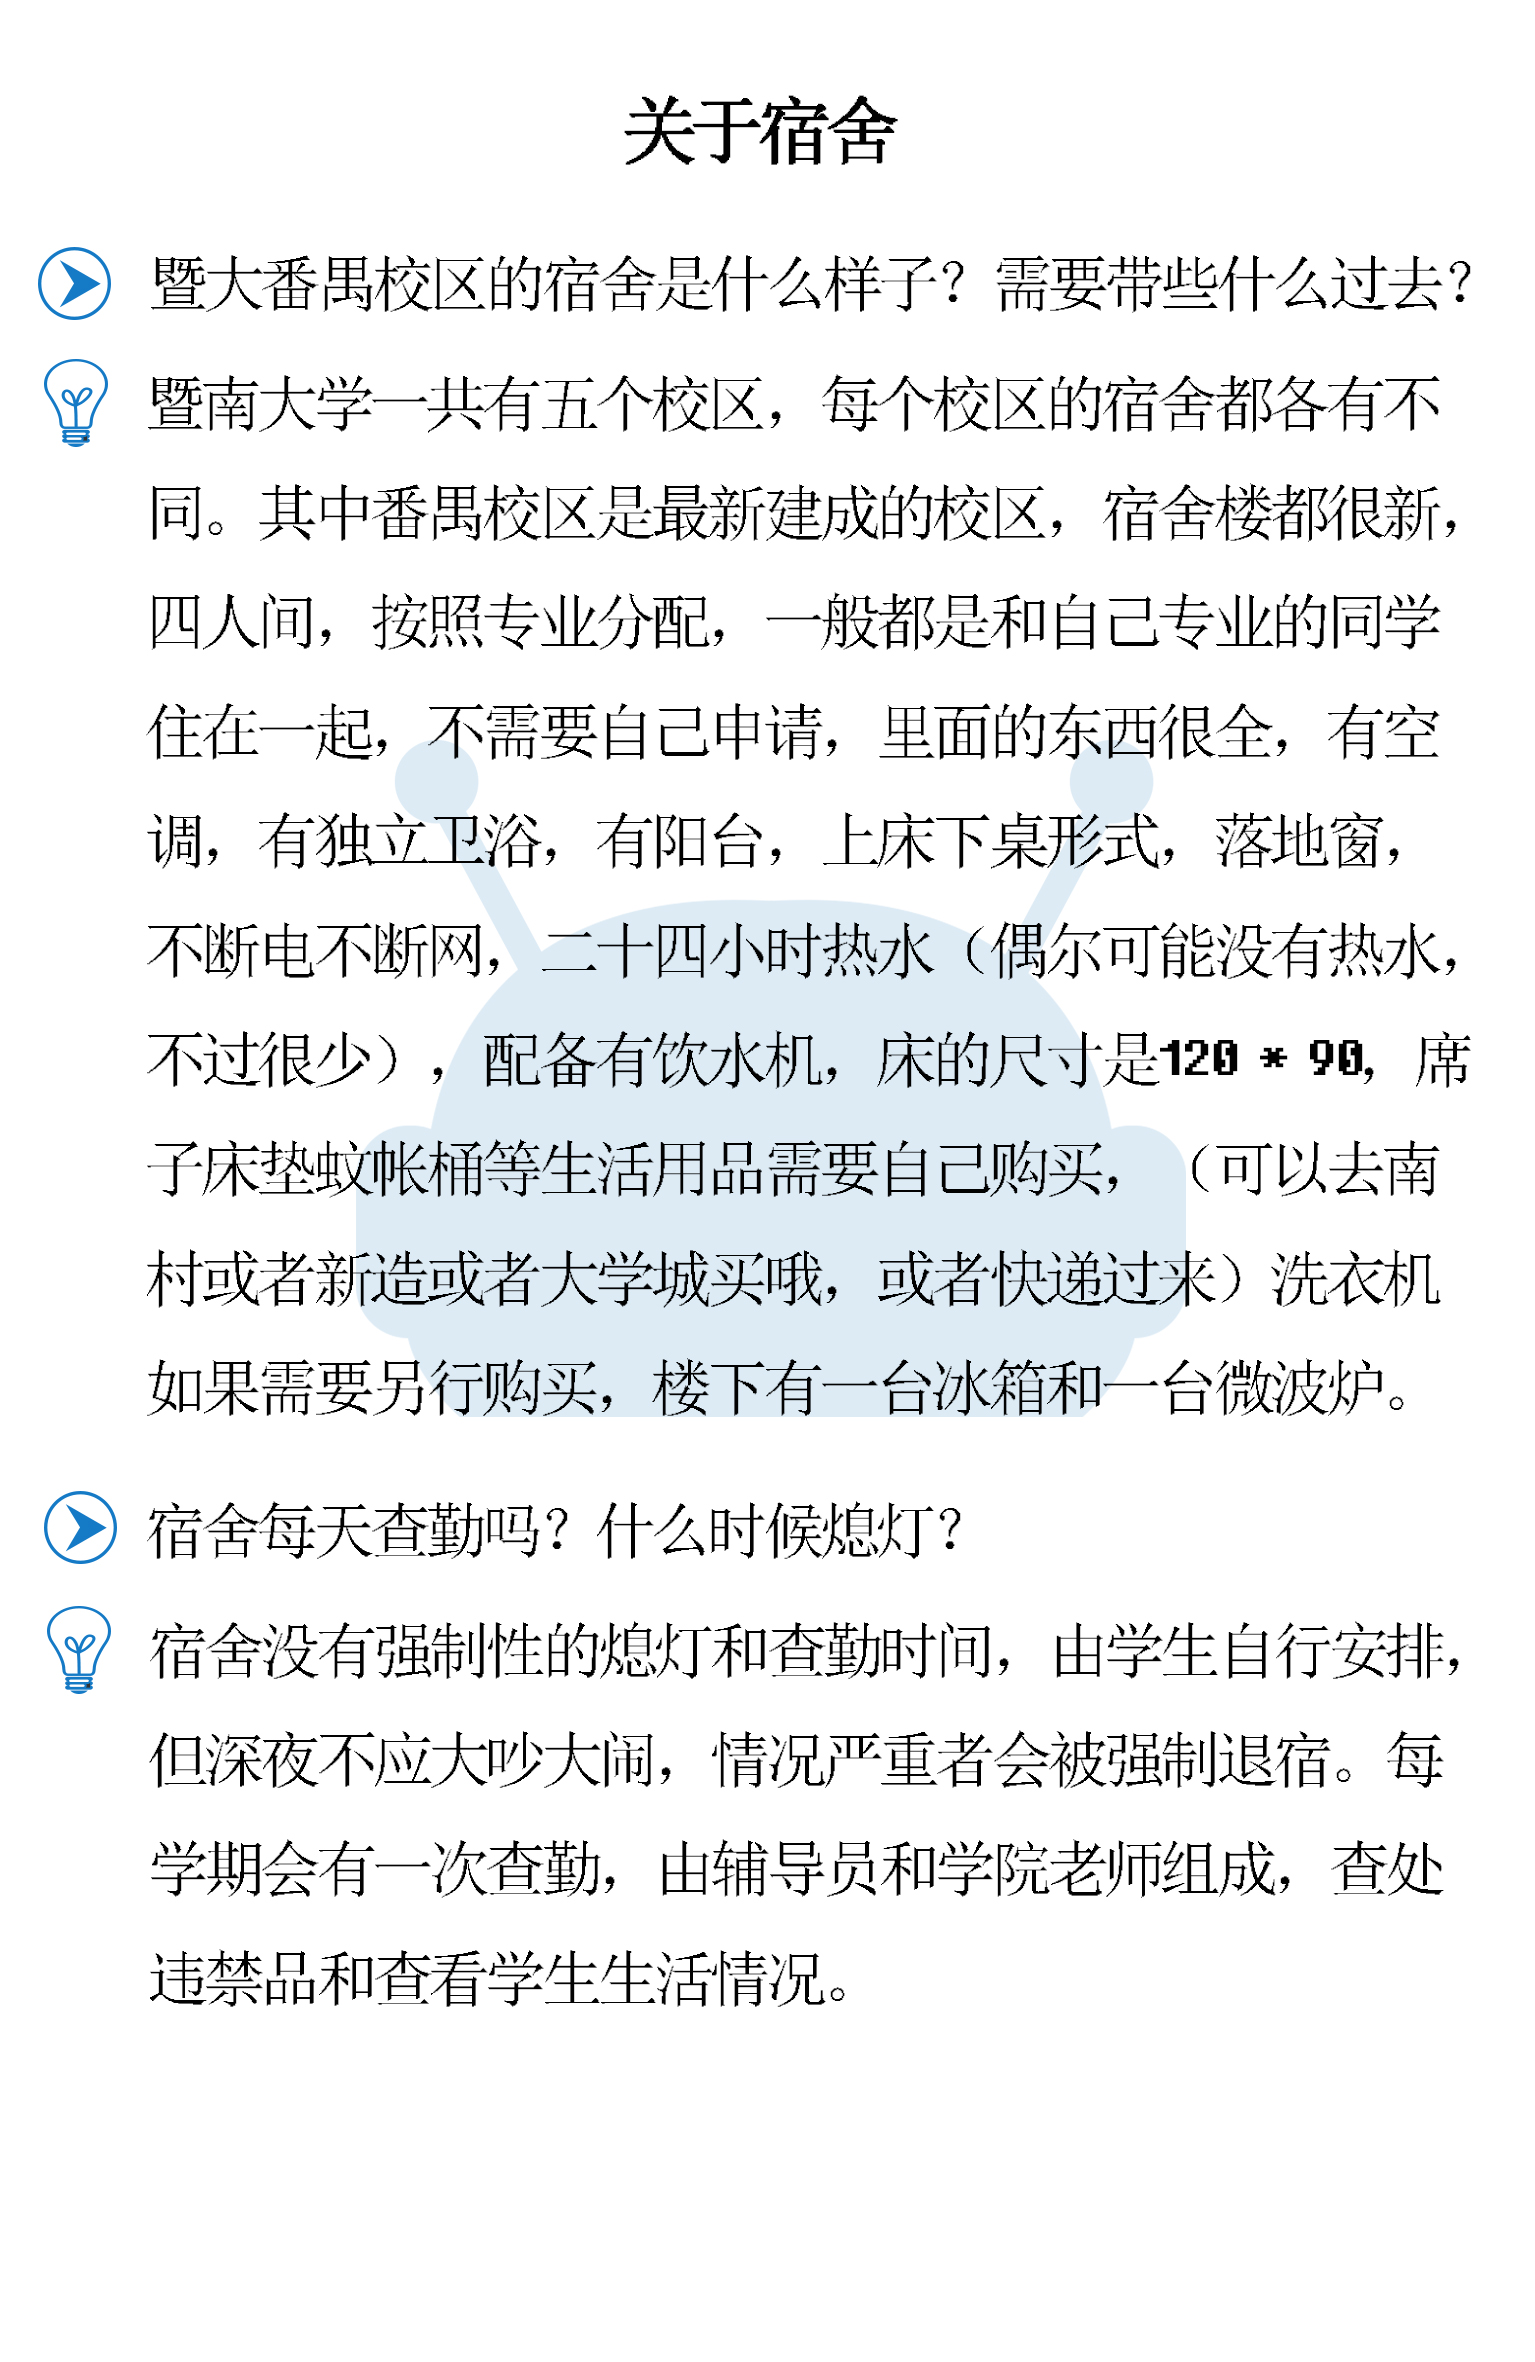 关于宿舍
暨大番禺校区的宿舍是什么样子？需要带些什么过去？
暨南大学一共有五个校区，每个校区的宿舍都各有不
同。其中番禺校区是最新建成的校区，宿舍楼都很新，
四人间，按照专业分配，一般都是和自己专业的同学
住在一起，不需要自己申请，里面的东西很全，有空
调，有独立卫浴，有阳台，上床下桌形式，落地窗，
不断电不断网，二十四小时热水（偶尔可能没有热水，
不过很少），配备有饮水机，床的尺寸是120 * 90，席
子床垫蚊帐桶等生活用品需要自己购买，（可以去南
村或者新造或者大学城买哦，或者快递过来）洗衣机
如果需要另行购买，楼下有一台冰箱和一台微波炉。
宿舍每天查勤吗？什么时候熄灯？
宿舍没有强制性的熄灯和查勤时间，由学生自行安排，
但深夜不应大吵大闹，情况严重者会被强制退宿。每
学期会有一次查勤，由辅导员和学院老师组成，查处
违禁品和查看学生生活情况。